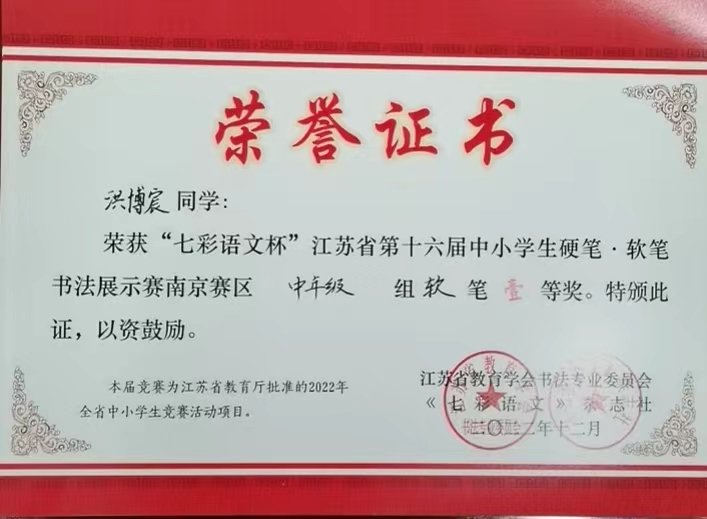 荣誉证书
洪博宸同学：
荣获“七彩语文杯”江苏省第十六届中小学生硬笔·软笔
书法展示赛南京赛区 中年级 组 软 笔 壹 等奖。特颁此
证，以资鼓励。
本届竞赛为江苏省教育厅批准的2022年
全省中小学生竞赛活动项目。
江苏省教育学会书法专业委员会
《七彩语文》杂志社
二〇二二年十二月